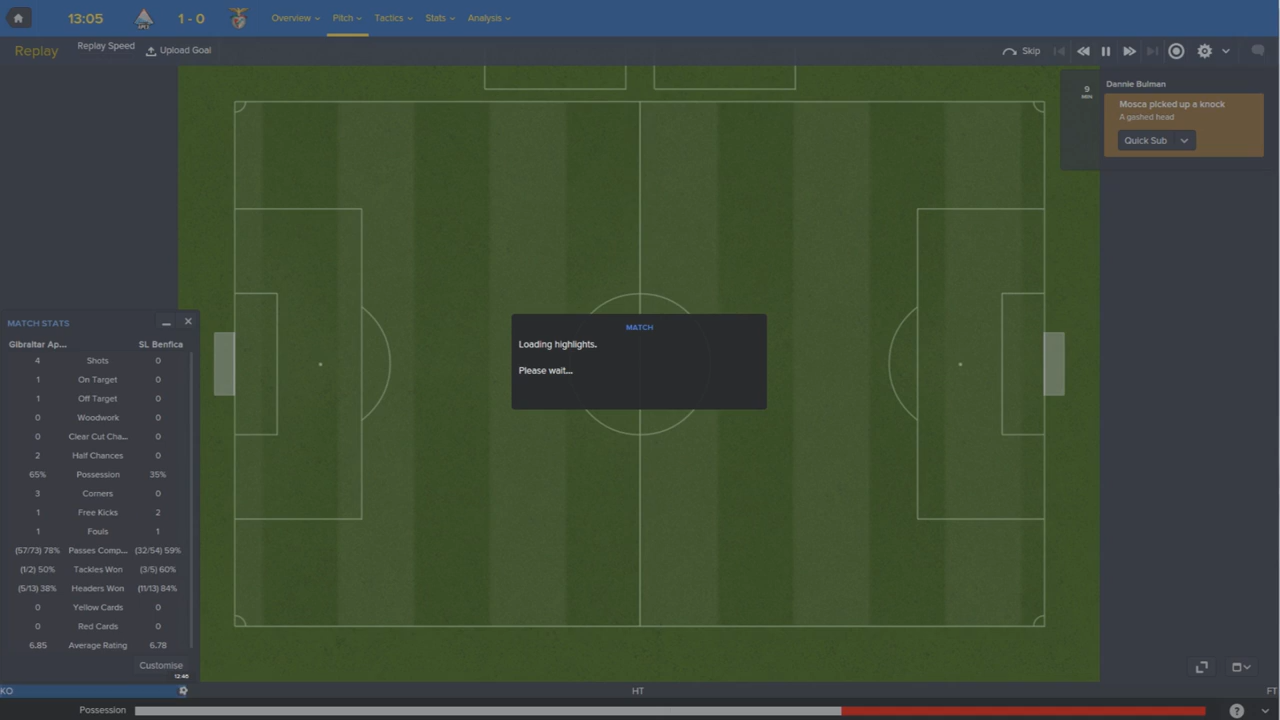 13:05
APES
1 - 0
Overview
Pitch
Tactics
Stats
Analysis
Replay
Replay Speed
Upload Goal
Skip
9
MINS
Dannie Bulman
Mosca picked up a knock
A gashed head
Quick Sub
MATCH
Loading highlights.
Please wait...
MATCH STATS
Gibraltar Ap... SL Benfica
4 Shots 0
1 On Target 0
1 Off Target 0
0 Woodwork 0
0 Clear Cut Cha... 0
2 Half Chances 0
65% Possession 35%
3 Corners 0
1 Free Kicks 2
1 Fouls 1
(57/73) 78% Passes Comp... (32/54) 59%
(1/2) 50% Tackles Won (3/5) 60%
(5/13) 38% Headers Won (11/13) 84%
0 Yellow Cards 0
0 Red Cards 0
6.85 Average Rating 6.78
Customise
12:46
KO
HT
FT
Possession
?